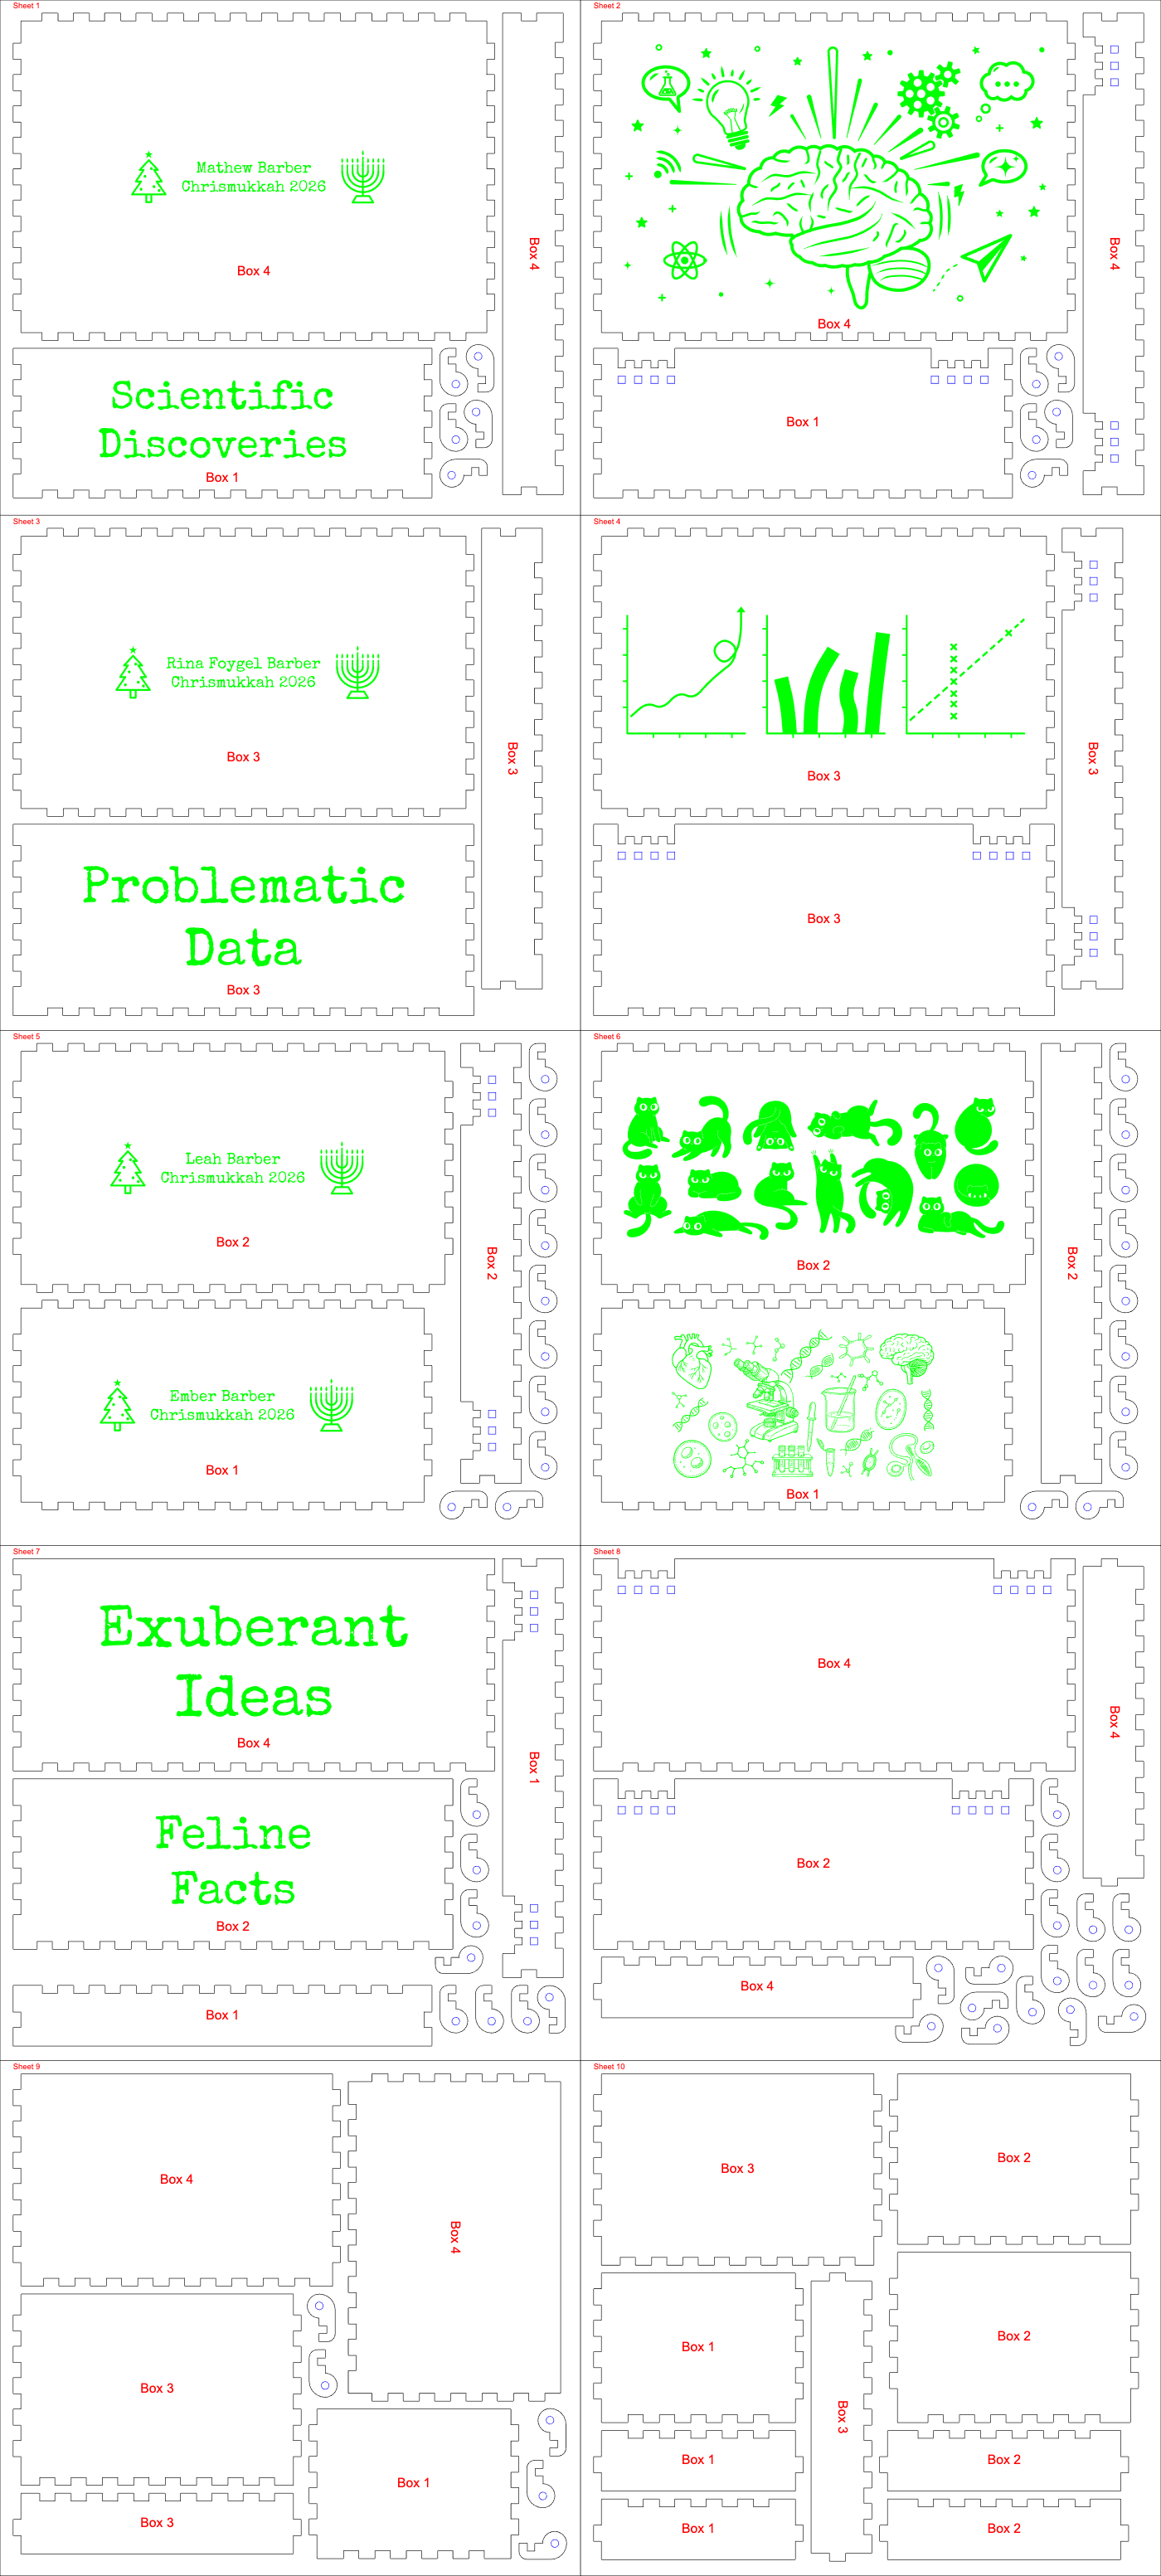 Sheet 1
Mathew Barber
Chrismukkah 2026
Box 4
Box 4
Scientific
Discoveries
Box 1
Sheet 2
Box 4
Box 4
Box 1
Sheet 3
Rina Foygel Barber
Chrismukkah 2026
Box 3
Box 3
Problematic
Data
Box 3
Sheet 4
Box 3
Box 3
Box 3
Sheet 5
Leah Barber
Chrismukkah 2026
Box 2
Box 2
Ember Barber
Chrismukkah 2026
Box 1
Sheet 6
Box 2
Box 2
Box 1
Sheet 7
Exuberant
Ideas
Box 4
Box 1
Feline
Facts
Box 2
Box 1
Sheet 8
Box 4
Box 4
Box 2
Box 4
Sheet 9
Box 4
Box 4
Box 3
Box 1
Box 3
Sheet 10
Box 3
Box 2
Box 1
Box 2
Box 3
Box 1
Box 2
Box 1
Box 2